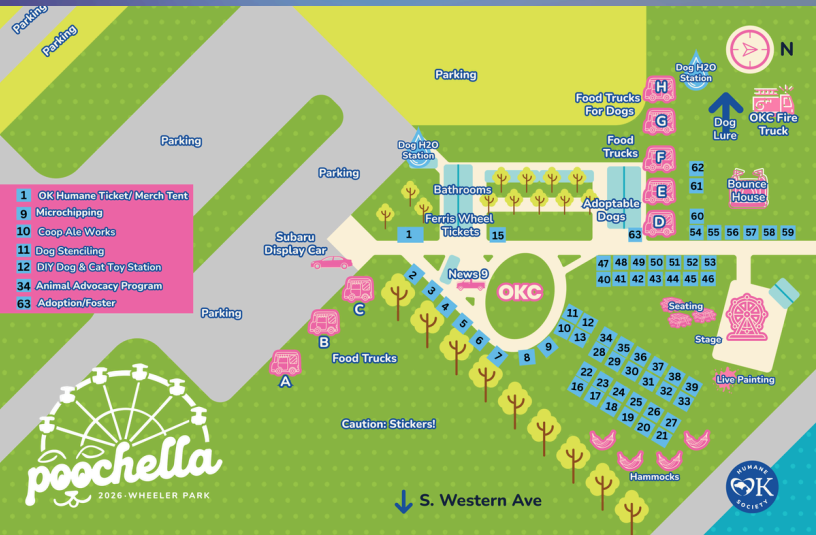 Parking
Parking
Parking
Parking
Parking
Parking
N
Dog H2O
Station
H
Food Trucks
For Dogs
G
Dog
Lure
OKC Fire
Truck
Dog H2O
Station
Food
Trucks
F
62
E
61
Bounce
House
Bathrooms
Adoptable
Dogs
D
60
Ferris Wheel
Tickets
1
15
63
54 55 56 57 58 59
1 OK Humane Ticket/ Merch Tent
9 Microchipping
10 Coop Ale Works
11 Dog Stenciling
12 DIY Dog & Cat Toy Station
34 Animal Advocacy Program
63 Adoption/Foster
Subaru
Display Car
News 9
OKC
47 48 49 50 51 52 53
40 41 42 43 44 45 46
2
3
4
5
6
7
8
9
C
B
A
Food Trucks
Seating
Stage
Live Painting
11 12
10 13
34 35 36 37 38 39
28 29 30 31 32 33
22 23 24 25 26 27
16 17 18 19 20 21
Caution: Stickers!
Hammocks
poochella
2026-WHEELER PARK
S. Western Ave
HUMANE
OK
SOCIETY